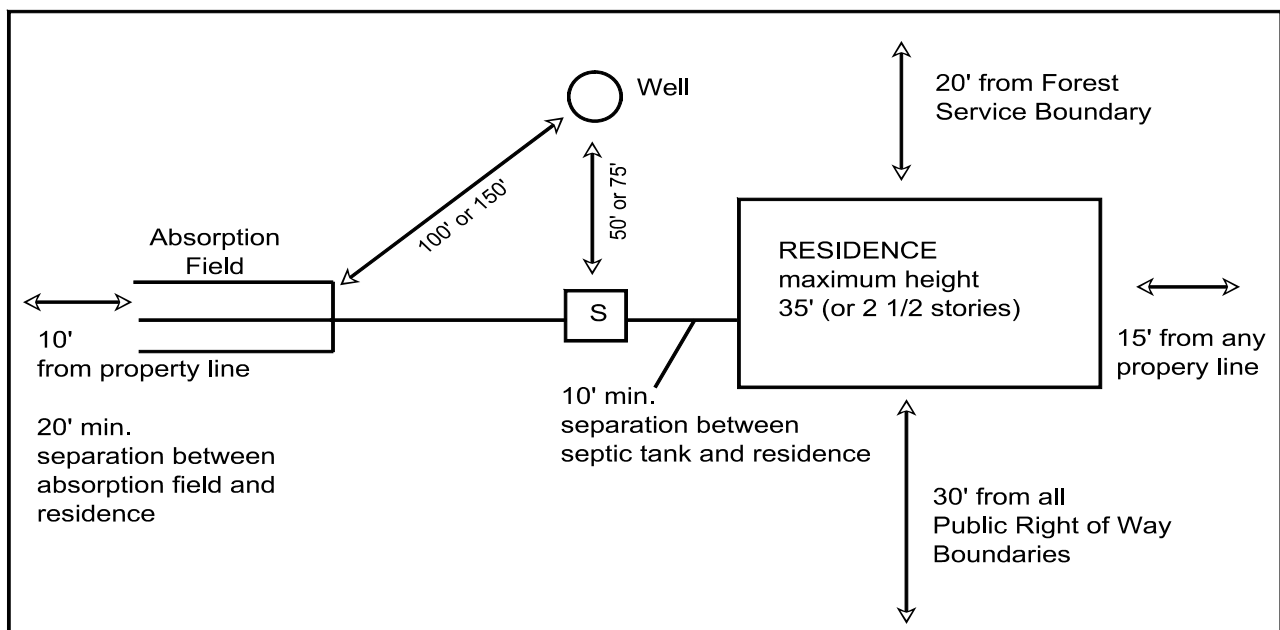 Well
20' from Forest
Service Boundary
100' or 150'
50' or 75'
Absorption
Field
RESIDENCE
maximum height
35' (or 2 1/2 stories)
S
10'
from property line
15' from any
propery line
10' min.
separation between
septic tank and residence
20' min.
separation between
absorption field and
residence
30' from all
Public Right of Way
Boundaries